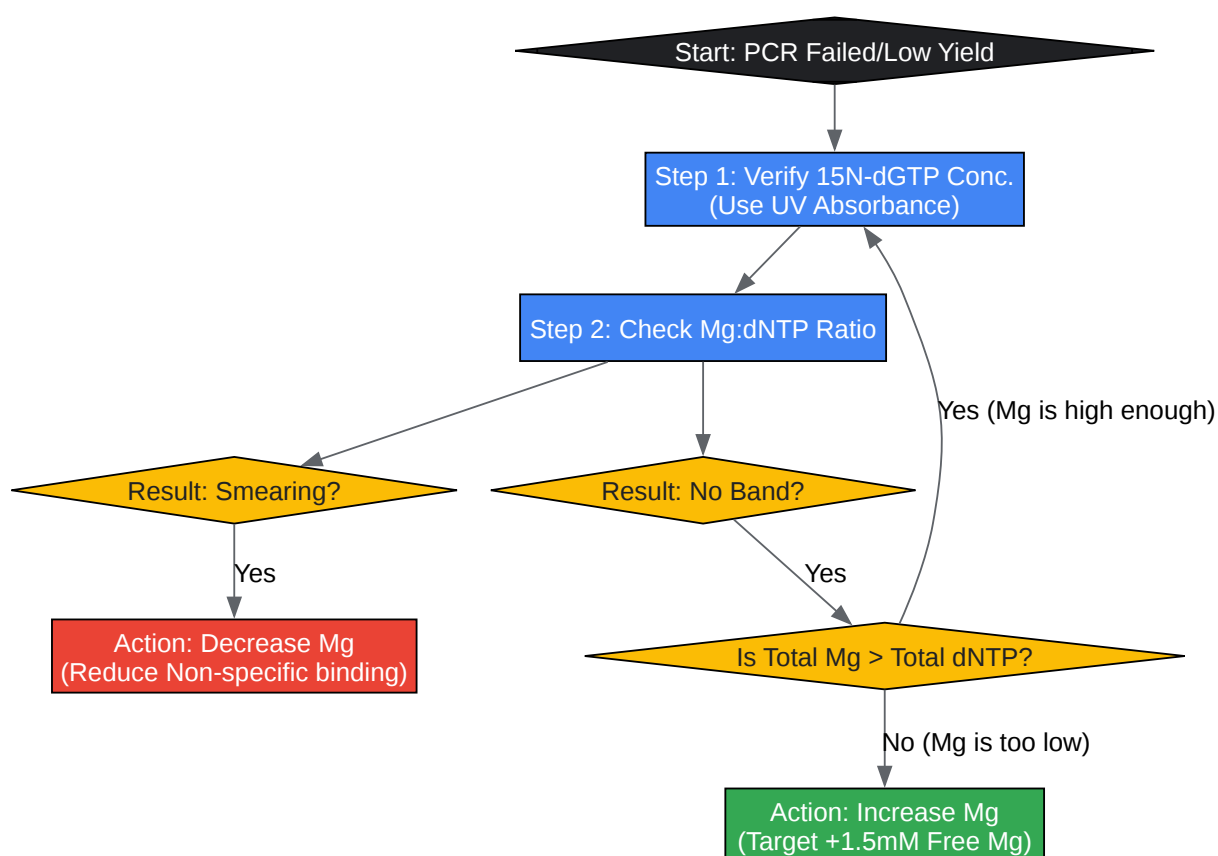 Start: PCR Failed/Low Yield
Step 1: Verify 15N-dGTP Conc.
(Use UV Absorbance)
Step 2: Check Mg:dNTP Ratio
Yes (Mg is high enough)
Result: Smearing?
Result: No Band?
Yes
Yes
Action: Decrease Mg
(Reduce Non-specific binding)
Is Total Mg > Total dNTP?
No (Mg is too low)
Action: Increase Mg
(Target +1.5mM Free Mg)